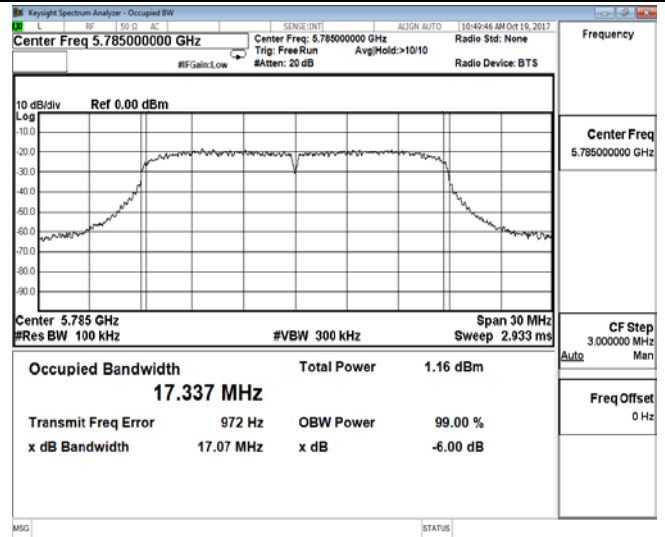 Keysight Spectrum Analyzer - Occupied BW
L RF 50 Ω AC SENSE:INT ALIGN AUTO 10:49:46 AM Oct 19, 2017
Center Freq 5.785000000 GHz
Center Freq: 5.785000000 GHz
Radio Std: None
Trig: Free Run Avg|Hold:>10/10
#IFGain:Low #Atten: 20 dB Radio Device: BTS
Frequency
10 dB/div Ref 0.00 dBm
Log
-10.0
-20.0
-30.0
-40.0
-50.0
-60.0
-70.0
-80.0
-90.0
Center Freq
5.785000000 GHz
Center 5.785 GHz Span 30 MHz
#Res BW 100 kHz #VBW 300 kHz Sweep 2.933 ms
CF Step
3.000000 MHz
Auto Man
Occupied Bandwidth Total Power 1.16 dBm
17.337 MHz
Transmit Freq Error 972 Hz OBW Power 99.00 %
x dB Bandwidth 17.07 MHz x dB -6.00 dB
Freq Offset
0 Hz
MSG STATUS